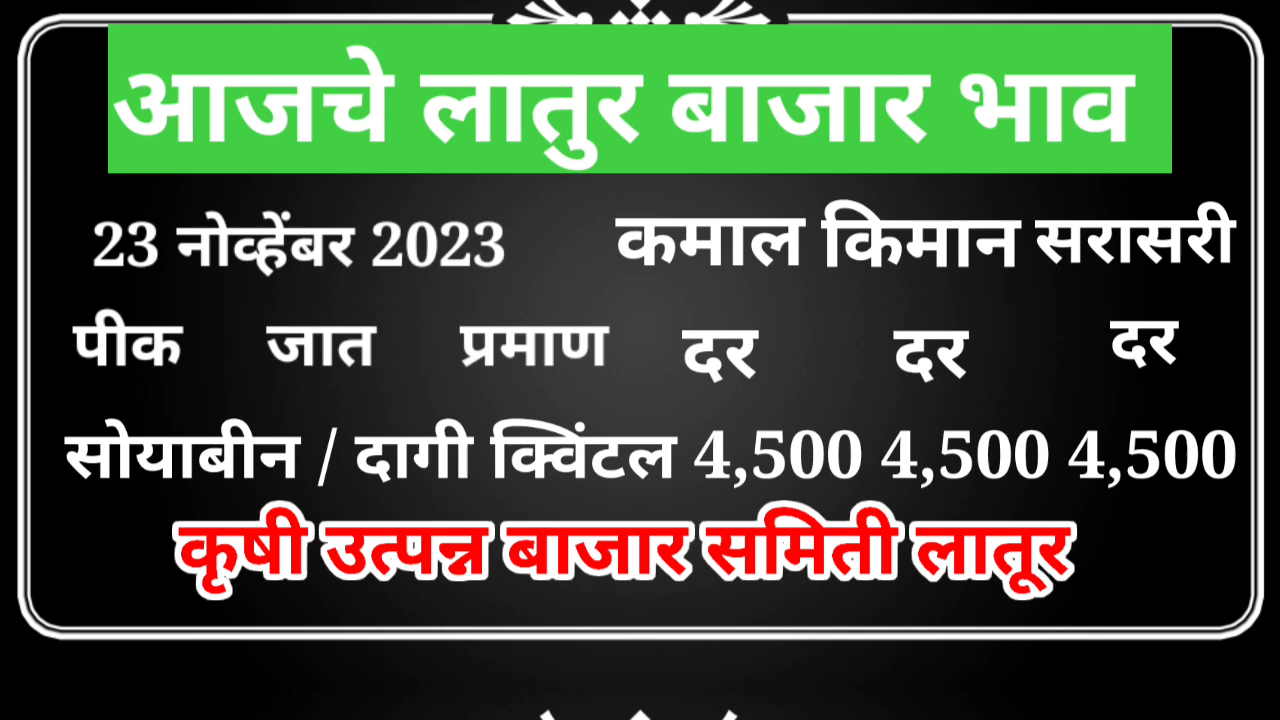 आजचे लातुर बाजार भाव
23 नोव्हेंबर 2023 कमाल किमान सरासरी
पीक जात प्रमाण दर दर दर
सोयाबीन / दागी क्विंटल 4,500 4,500 4,500
कृषी उत्पन्न बाजार समिती लातूर